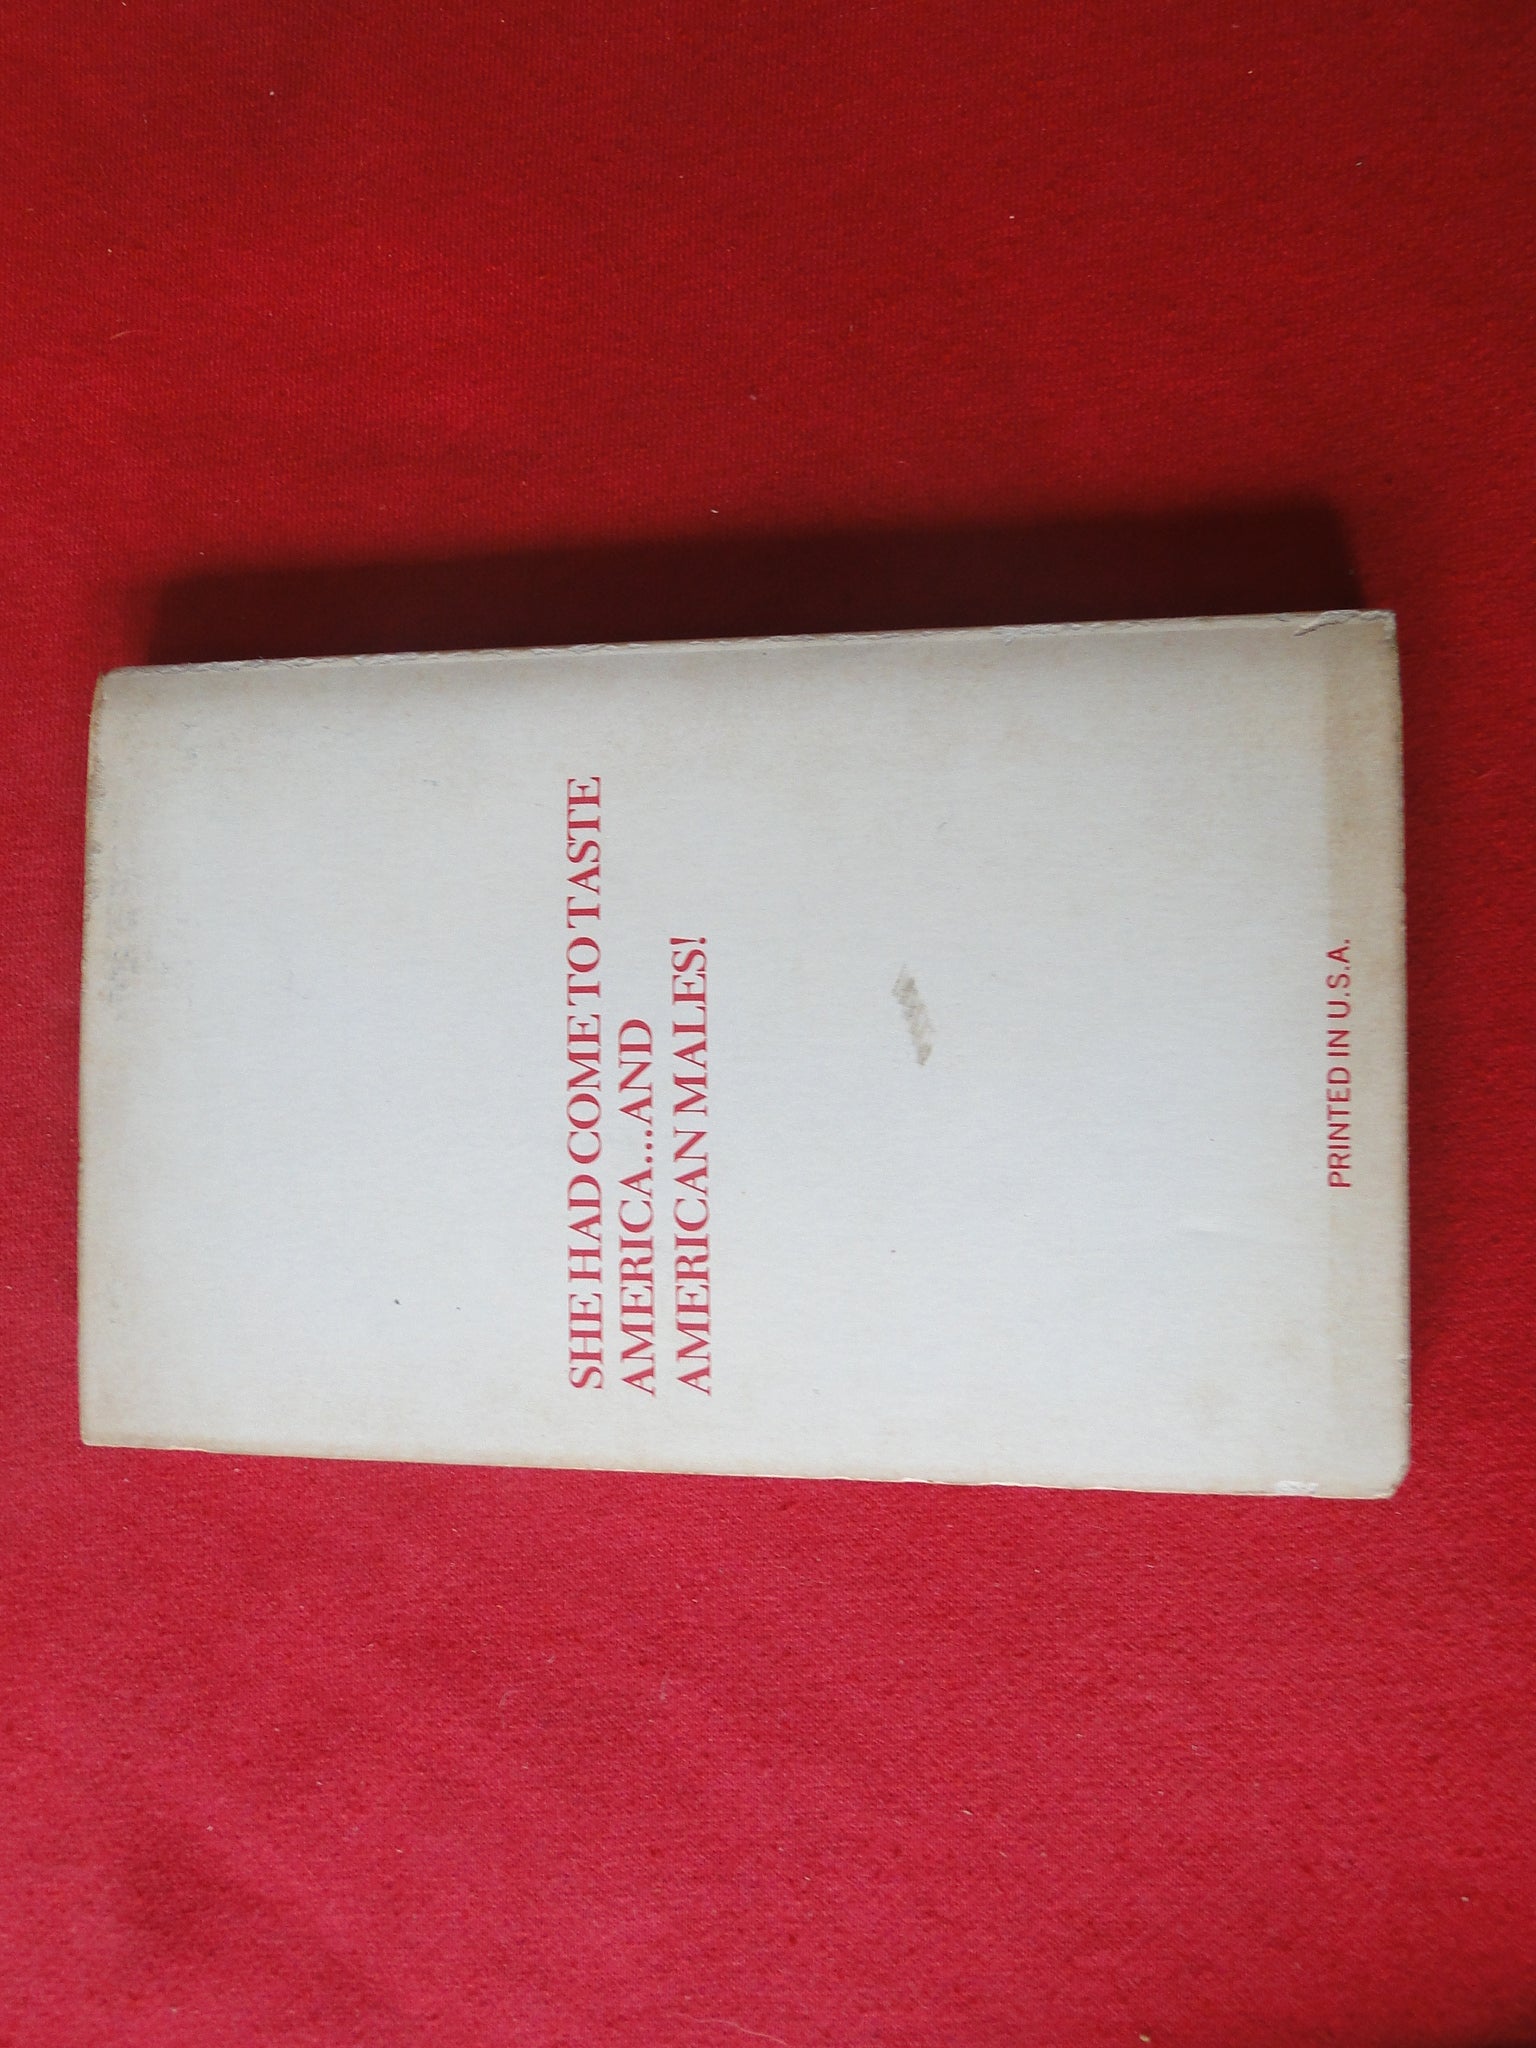 SHE HAD COME TO TASTE
AMERICA...AND
AMERICAN MALES!
PRINTED IN U.S.A.